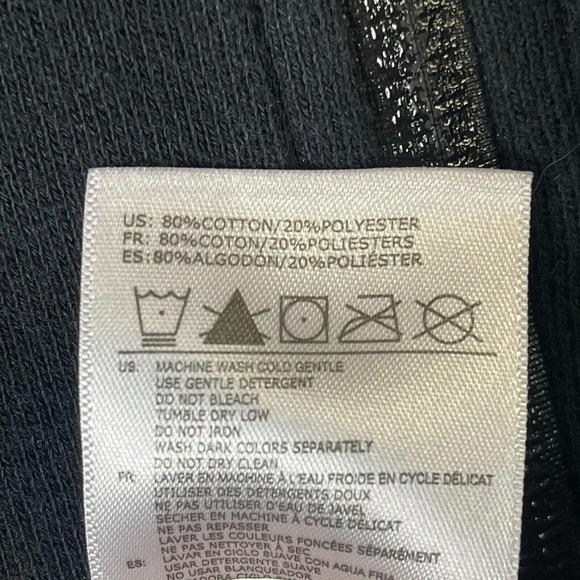 US: 80%COTTON/20%POLYESTER
FR: 80%COTON/20%POLIESTERS
ES: 80%ALGODÓN/20%POLIÉSTER
US: MACHINE WASH COLD GENTLE
USE GENTLE DETERGENT
DO NOT BLEACH
TUMBLE DRY LOW
DO NOT IRON
WASH DARK COLORS SEPARATELY
DO NOT DRY CLEAN
FR: LAVER EN MACHINE À L'EAU FROIDE EN CYCLE DÉLICAT
UTILISER DES DÉTERGENTS DOUX
NE PAS UTILISER D'EAU DE JAVEL
SÉCHER EN MACHINE À CYCLE DÉLICAT
NE PAS REPASSER
LAVER LES COULEURS FONCÉES SÉPARÉMENT
NE PAS NETTOYER À SEC
ES: LAVAR EN CICLO SUAVE CON AGUA
USAR DETERGENTE SUAVE
NO USAR BLANQUEADOR